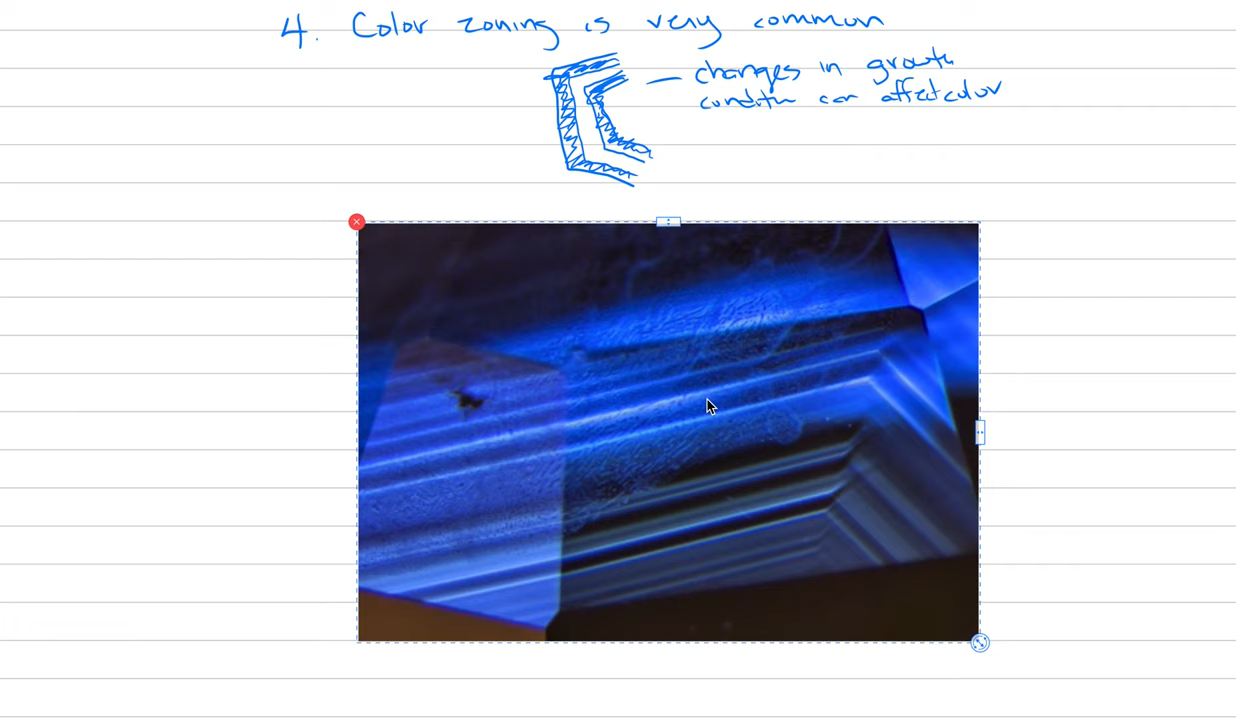 4. Color zoning is very common
changes in growth
condition can affect color